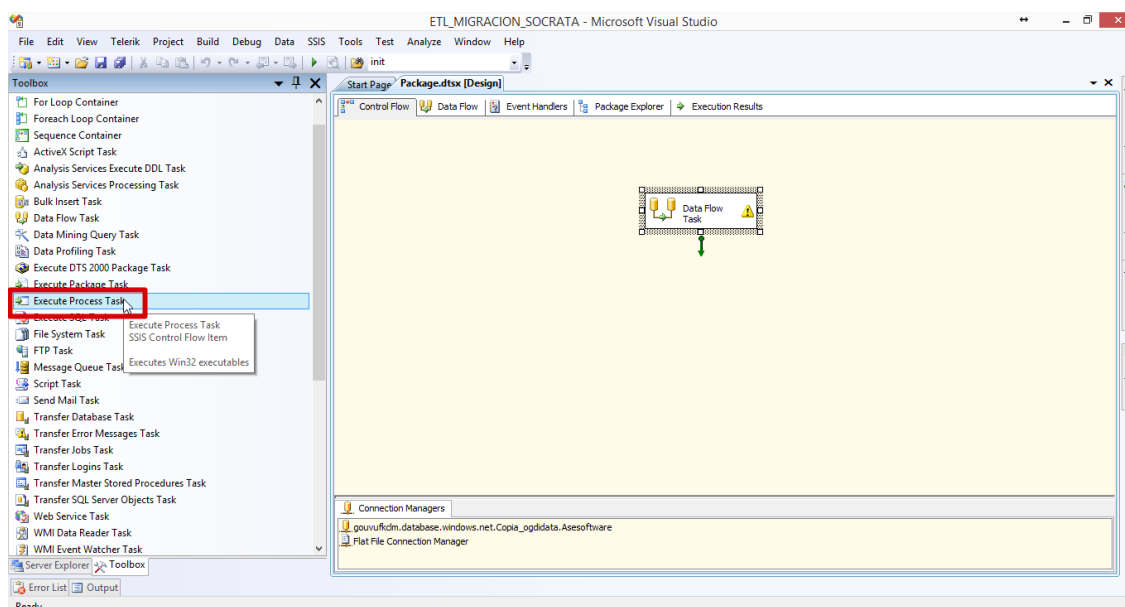 ETL_MIGRACION_SOCRATA - Microsoft Visual Studio
File Edit View Telerik Project Build Debug Data SSIS Tools Test Analyze Window Help
init
Toolbox
Start Page Package.dtsx [Design]
Control Flow Data Flow Event Handlers Package Explorer Execution Results
For Loop Container
Foreach Loop Container
Sequence Container
ActiveX Script Task
Analysis Services Execute DDL Task
Analysis Services Processing Task
Bulk Insert Task
Data Flow Task
Data Mining Query Task
Data Profiling Task
Execute DTS 2000 Package Task
Execute Package Task
Execute Process Task
Execute SQL Task
File System Task
FTP Task
Message Queue Task
Script Task
Send Mail Task
Transfer Database Task
Transfer Error Messages Task
Transfer Jobs Task
Transfer Logins Task
Transfer Master Stored Procedures Task
Transfer SQL Server Objects Task
Web Service Task
WMI Data Reader Task
WMI Event Watcher Task
Execute Process Task
SSIS Control Flow Item
Executes Win32 executables
Data Flow
Task
Connection Managers
gouvufkdm.database.windows.net.Copia_ogdidata.Asesoftware
Flat File Connection Manager
Server Explorer Toolbox
Error List Output
Ready